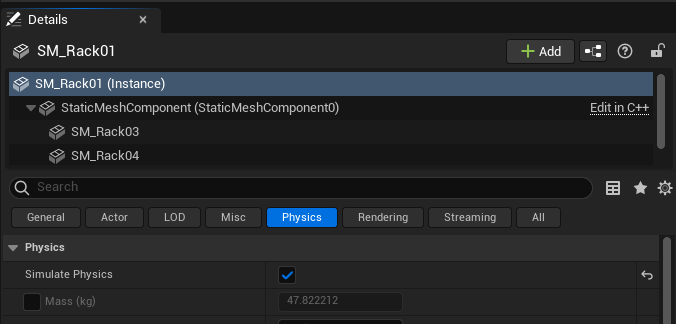 Details
SM_Rack01
Add
SM_Rack01 (Instance)
StaticMeshComponent (StaticMeshComponent0) Edit in C++
SM_Rack03
SM_Rack04
Search
General Actor LOD Misc Physics Rendering Streaming All
Physics
Simulate Physics
Mass (kg) 47.822212